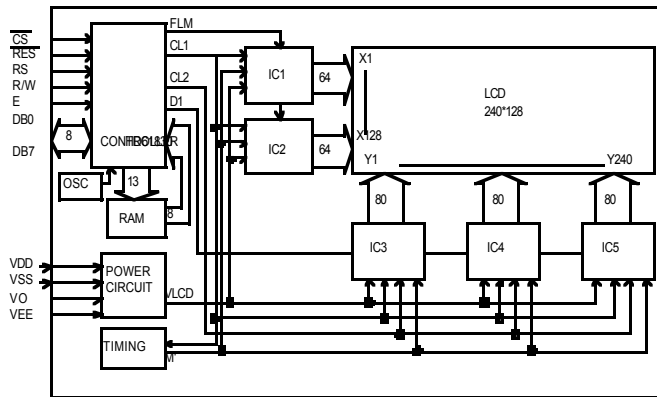 CS
RES
RS
R/W
E
DB0
8
DB7
FLM
CL1
CL2
D1
OSC
13
RAM
8
IC1
64
IC2
64
X1
LCD
240*128
X128
Y1
Y240
80
80
80
IC3
IC4
IC5
VDD
VSS
VO
VEE
POWER
CIRCUIT
VLCD
TIMING
M